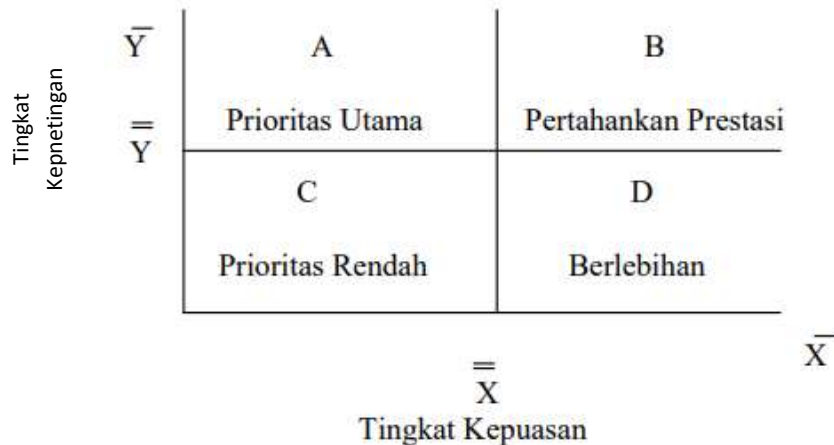 Y̅
A
B
Tingkat
Kepnetingan
Prioritas Utama
Pertahankan Prestasi
Y̿
C
D
Prioritas Rendah
Berlebihan
X̅
X̿
Tingkat Kepuasan